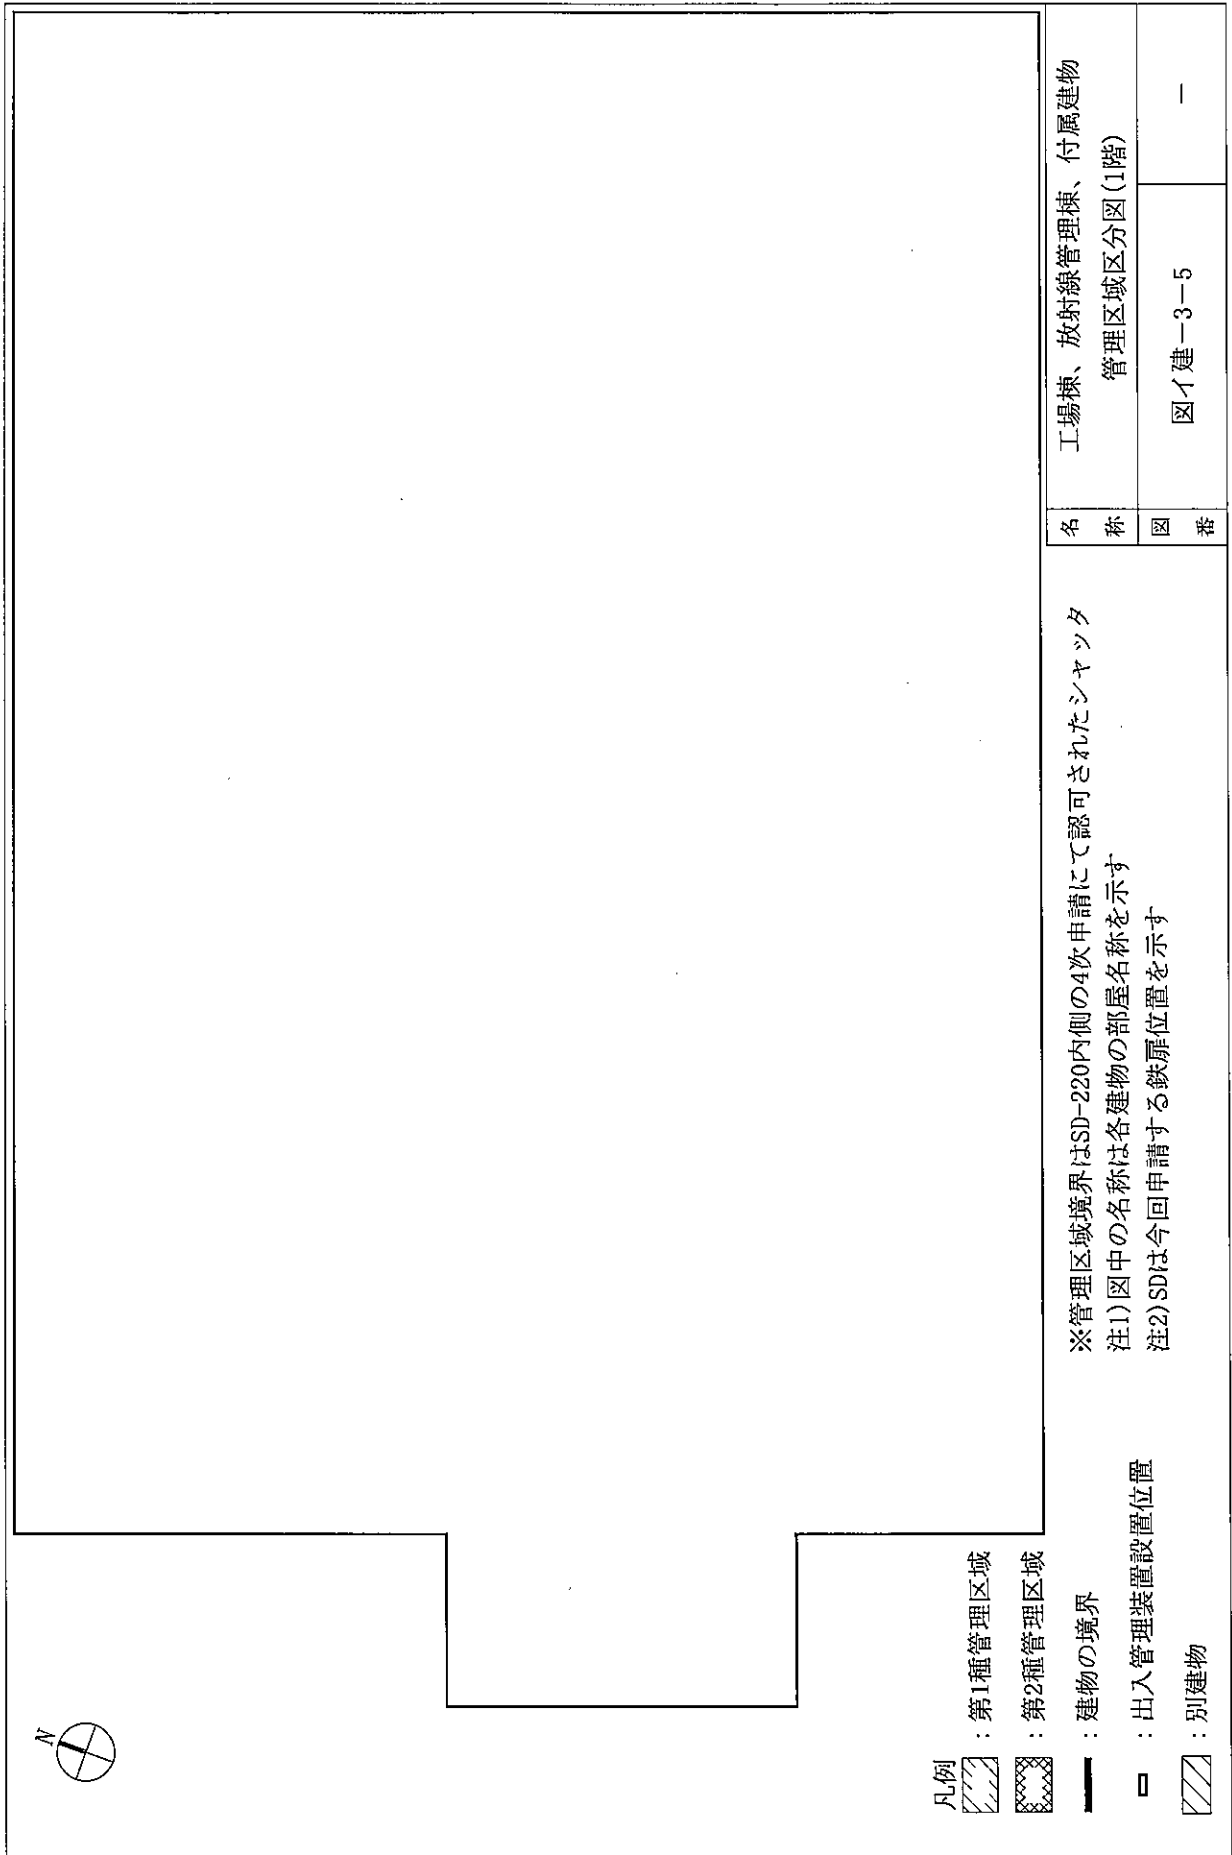 N
凡例
：第1種管理区域
：第2種管理区域
：建物の境界
：出入管理装置設置位置
：別建物
※管理区域境界はSD-220内側の4次申請にて認可されたシャッタ
注1)図中の名称は各建物の部屋名称を示す
注2)SDは今回申請する鉄扉位置を示す
名称
工場棟、放射線管理棟、付属建物
管理区域区分図(1階)
図番
図イ建－3－5
－